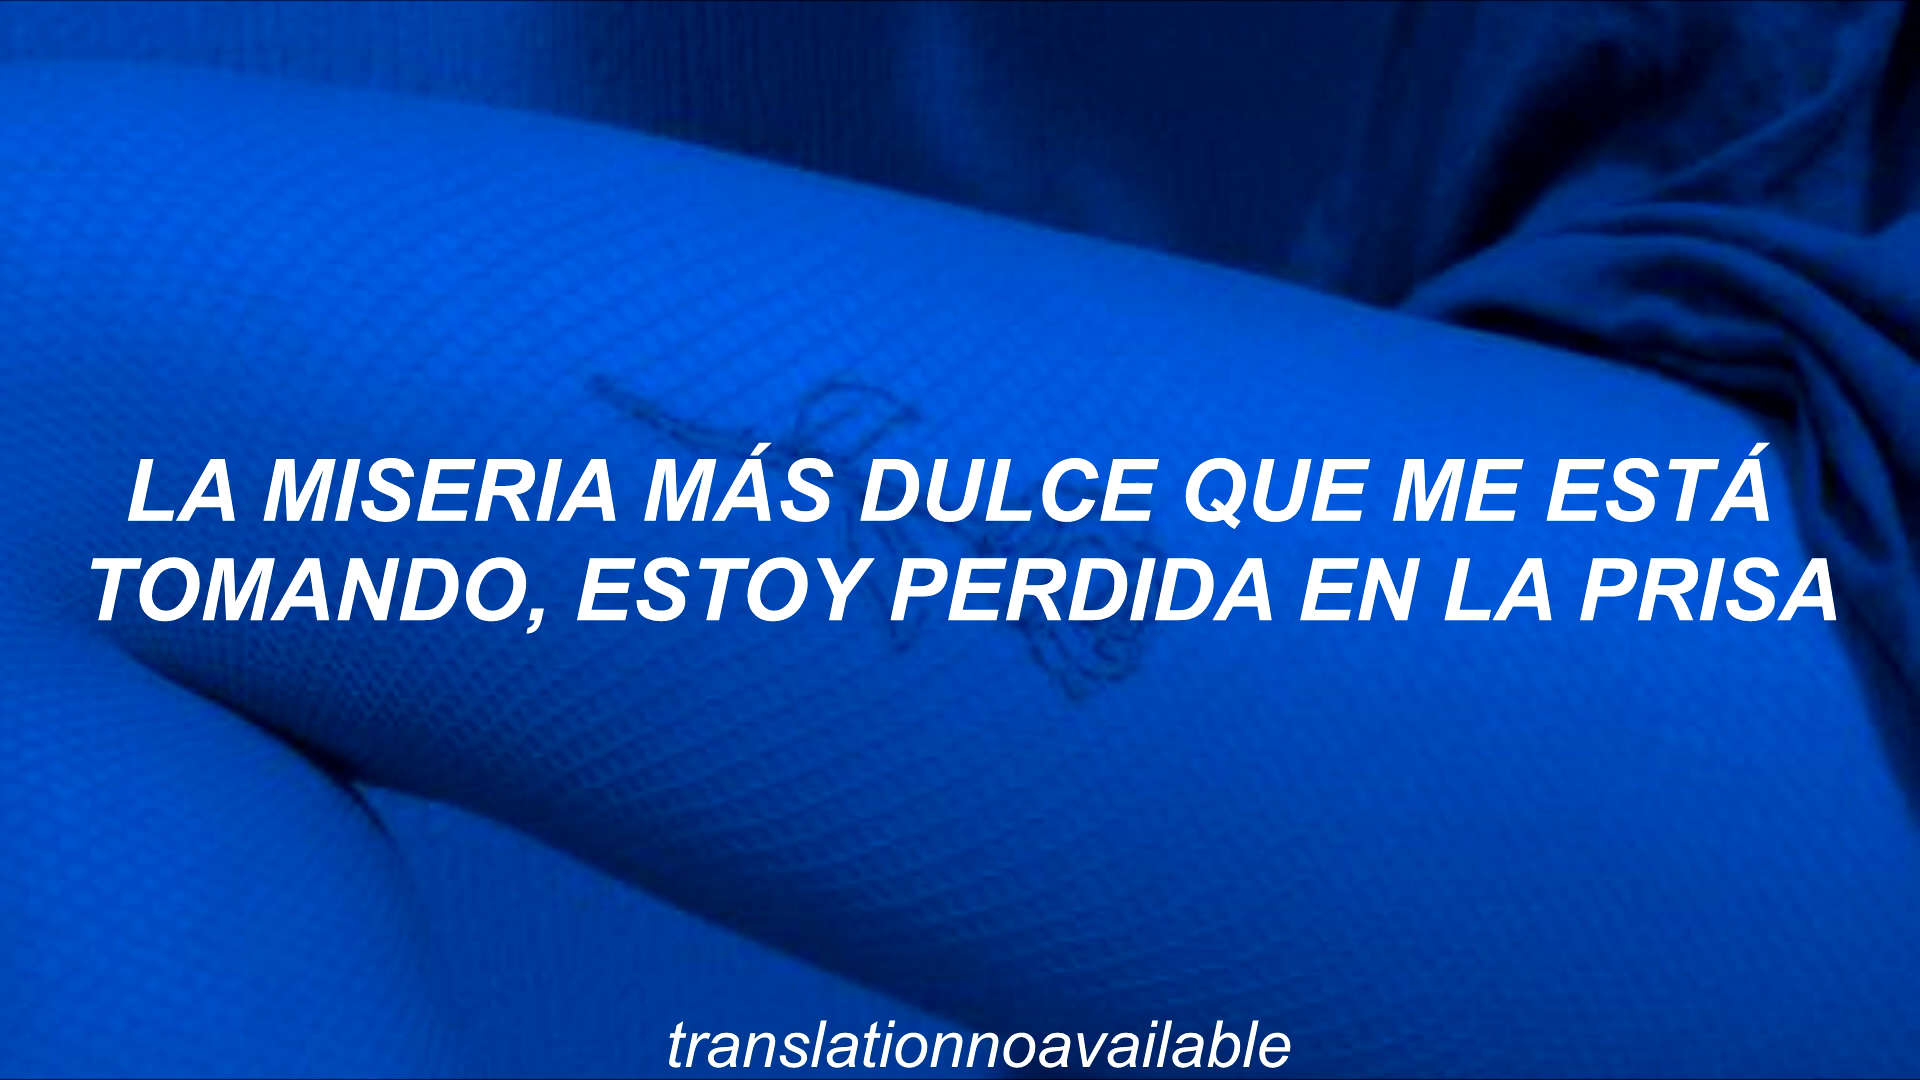 LA MISERIA MÁS DULCE QUE ME ESTÁ
TOMANDO, ESTOY PERDIDA EN LA PRISA
translationnoavailable